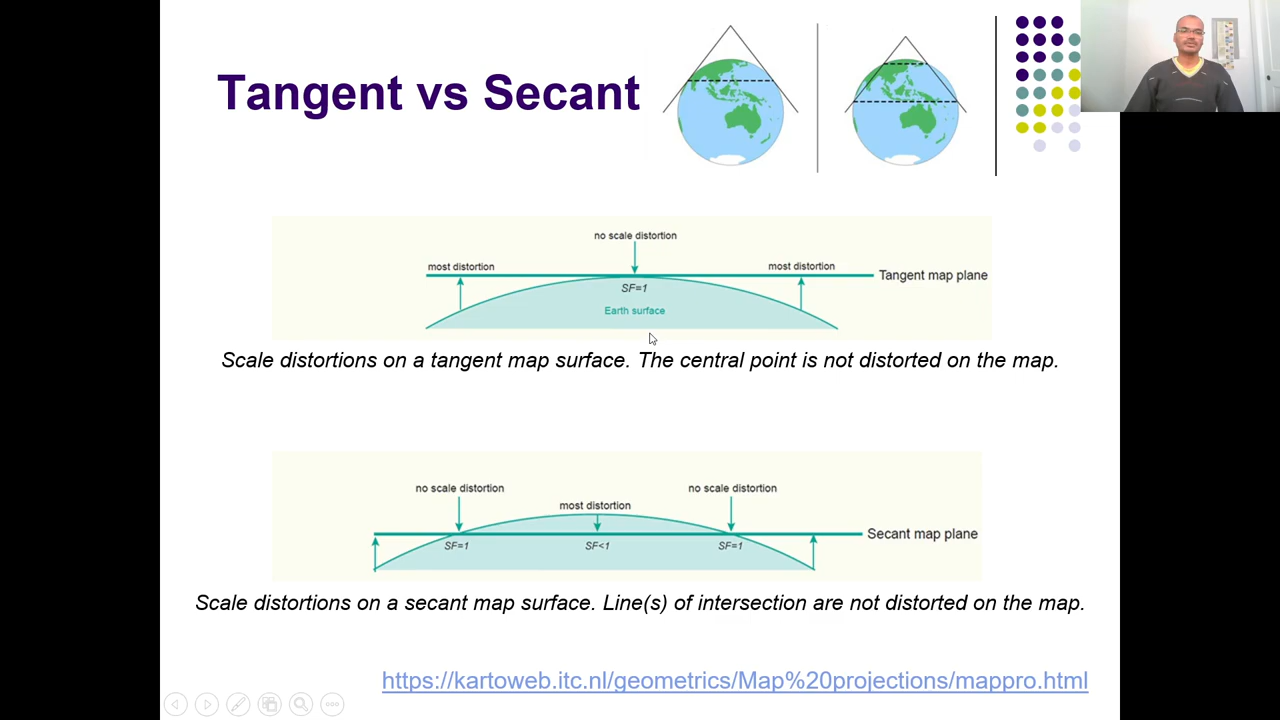 Tangent vs Secant
no scale distortion
most distortion
most distortion
Tangent map plane
SF=1
Earth surface
Scale distortions on a tangent map surface. The central point is not distorted on the map.
no scale distortion
no scale distortion
most distortion
Secant map plane
SF=1
SF<1
SF=1
Scale distortions on a secant map surface. Line(s) of intersection are not distorted on the map.
https://kartoweb.itc.nl/geometrics/Map%20projections/mappro.html